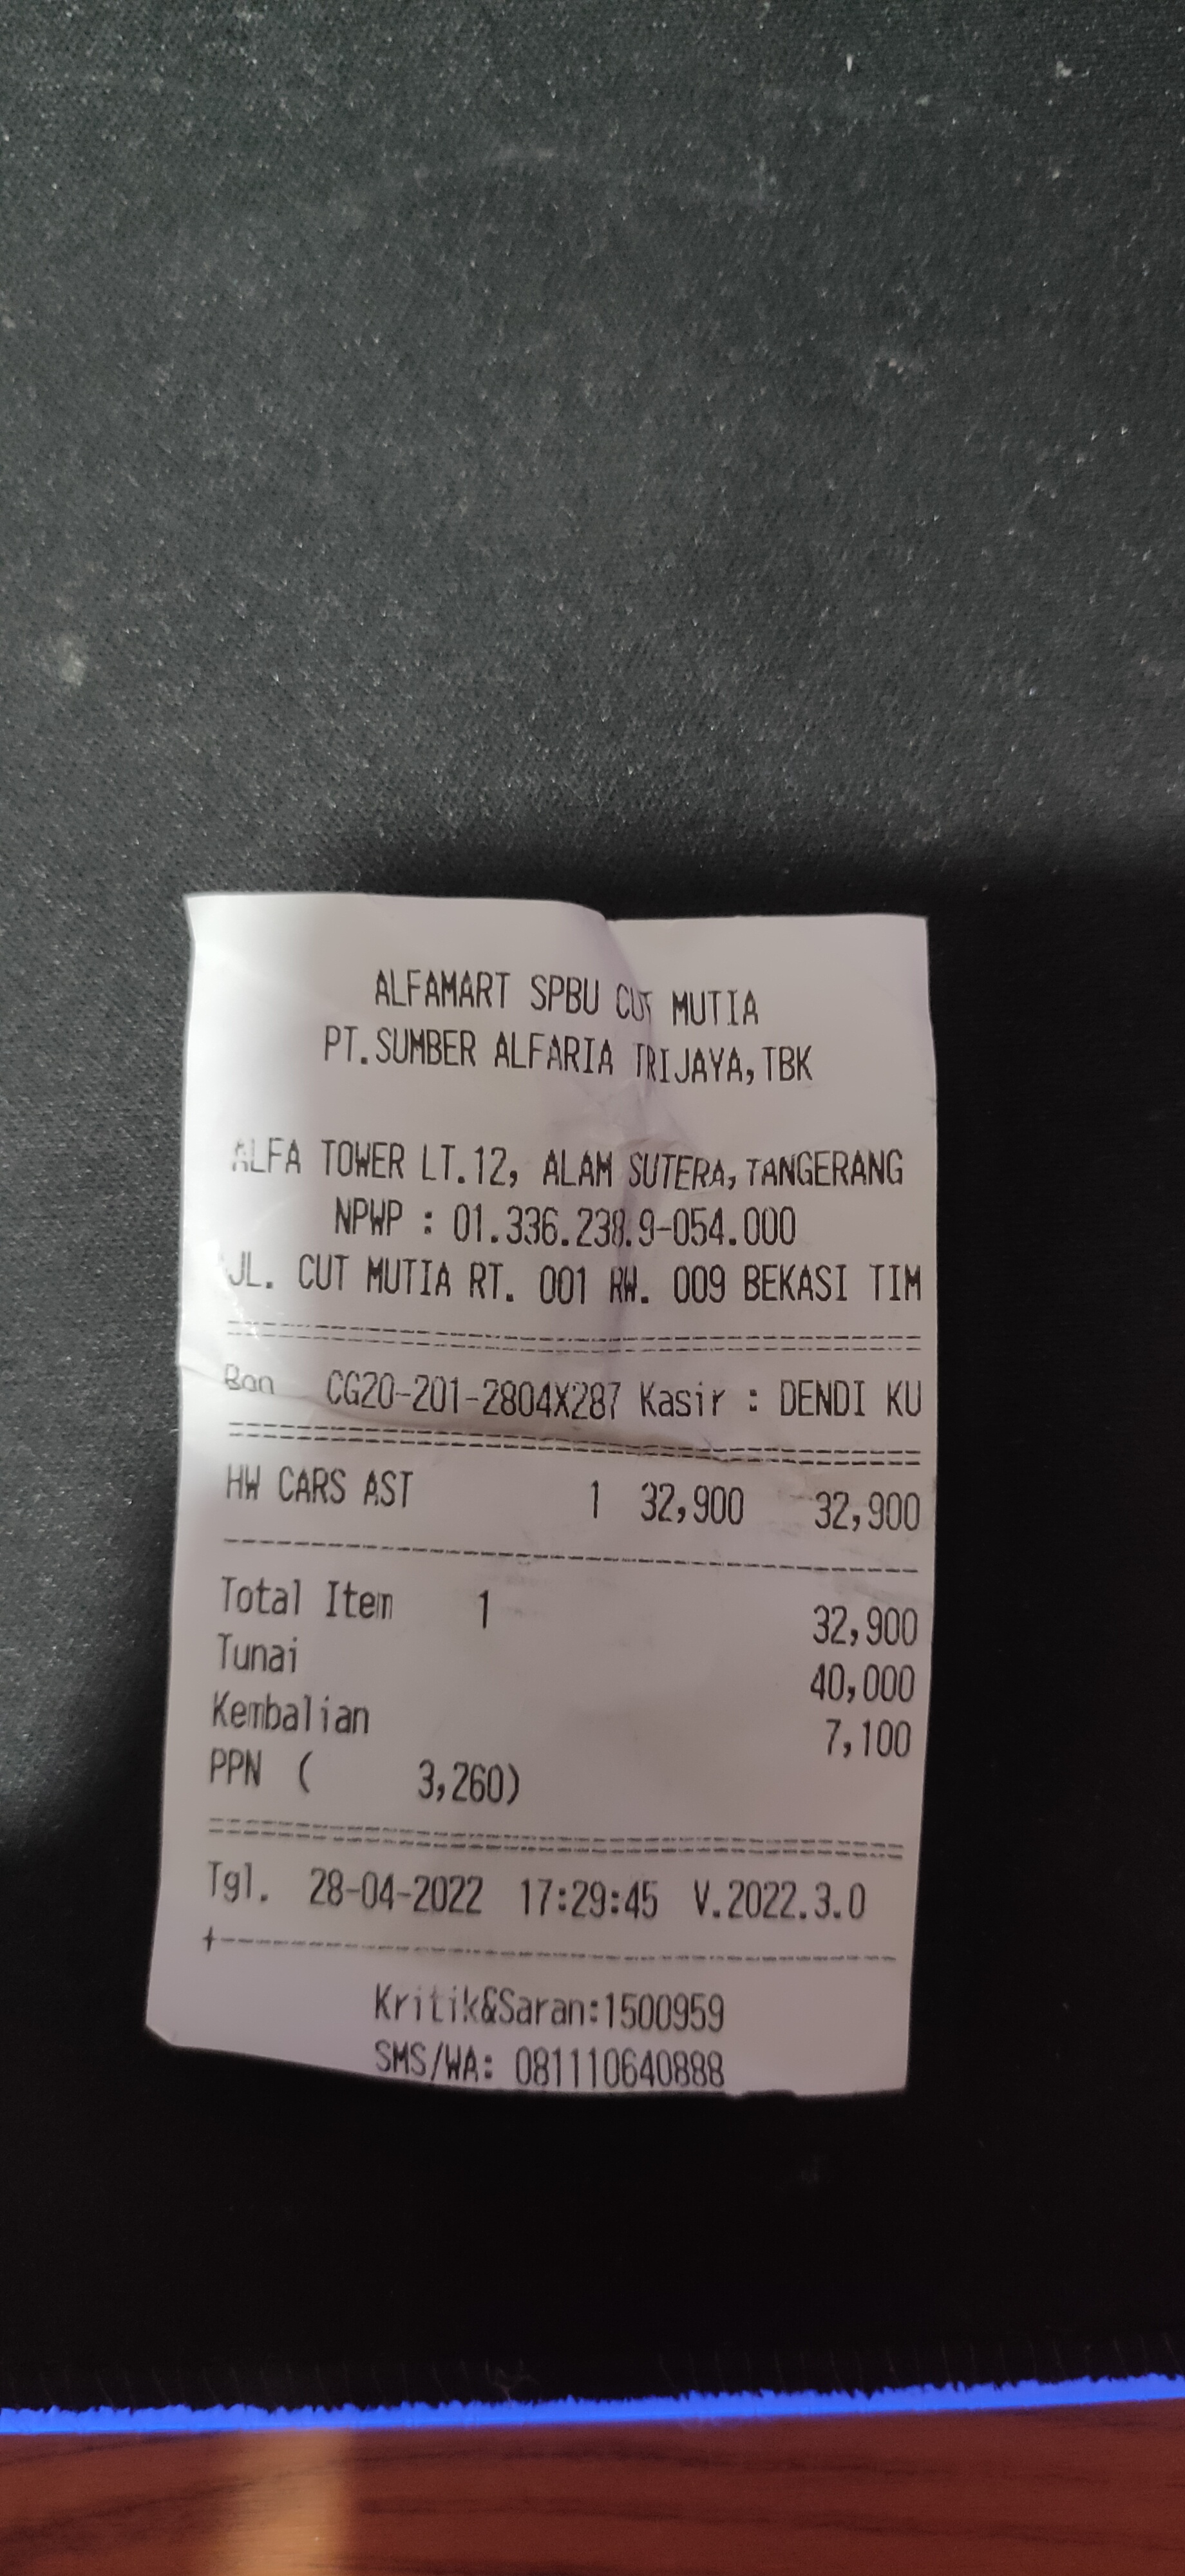 ALFAMART SPBU CUT MUTIA
PT.SUMBER ALFARIA TRIJAYA,TBK
ALFA TOWER LT.12, ALAM SUTERA,TANGERANG
NPWP : 01.336.238.9-054.000
JL. CUT MUTIA RT. 001 RW. 009 BEKASI TIM
Bon CG20-201-2804X287 Kasir : DENDI KU
HW CARS AST 1 32,900 32,900
Total Item 1 32,900
Tunai 40,000
Kembalian 7,100
PPN ( 3,260)
Tgl. 28-04-2022 17:29:45 V.2022.3.0
Kritik&Saran:1500959
SMS/WA: 081110640888